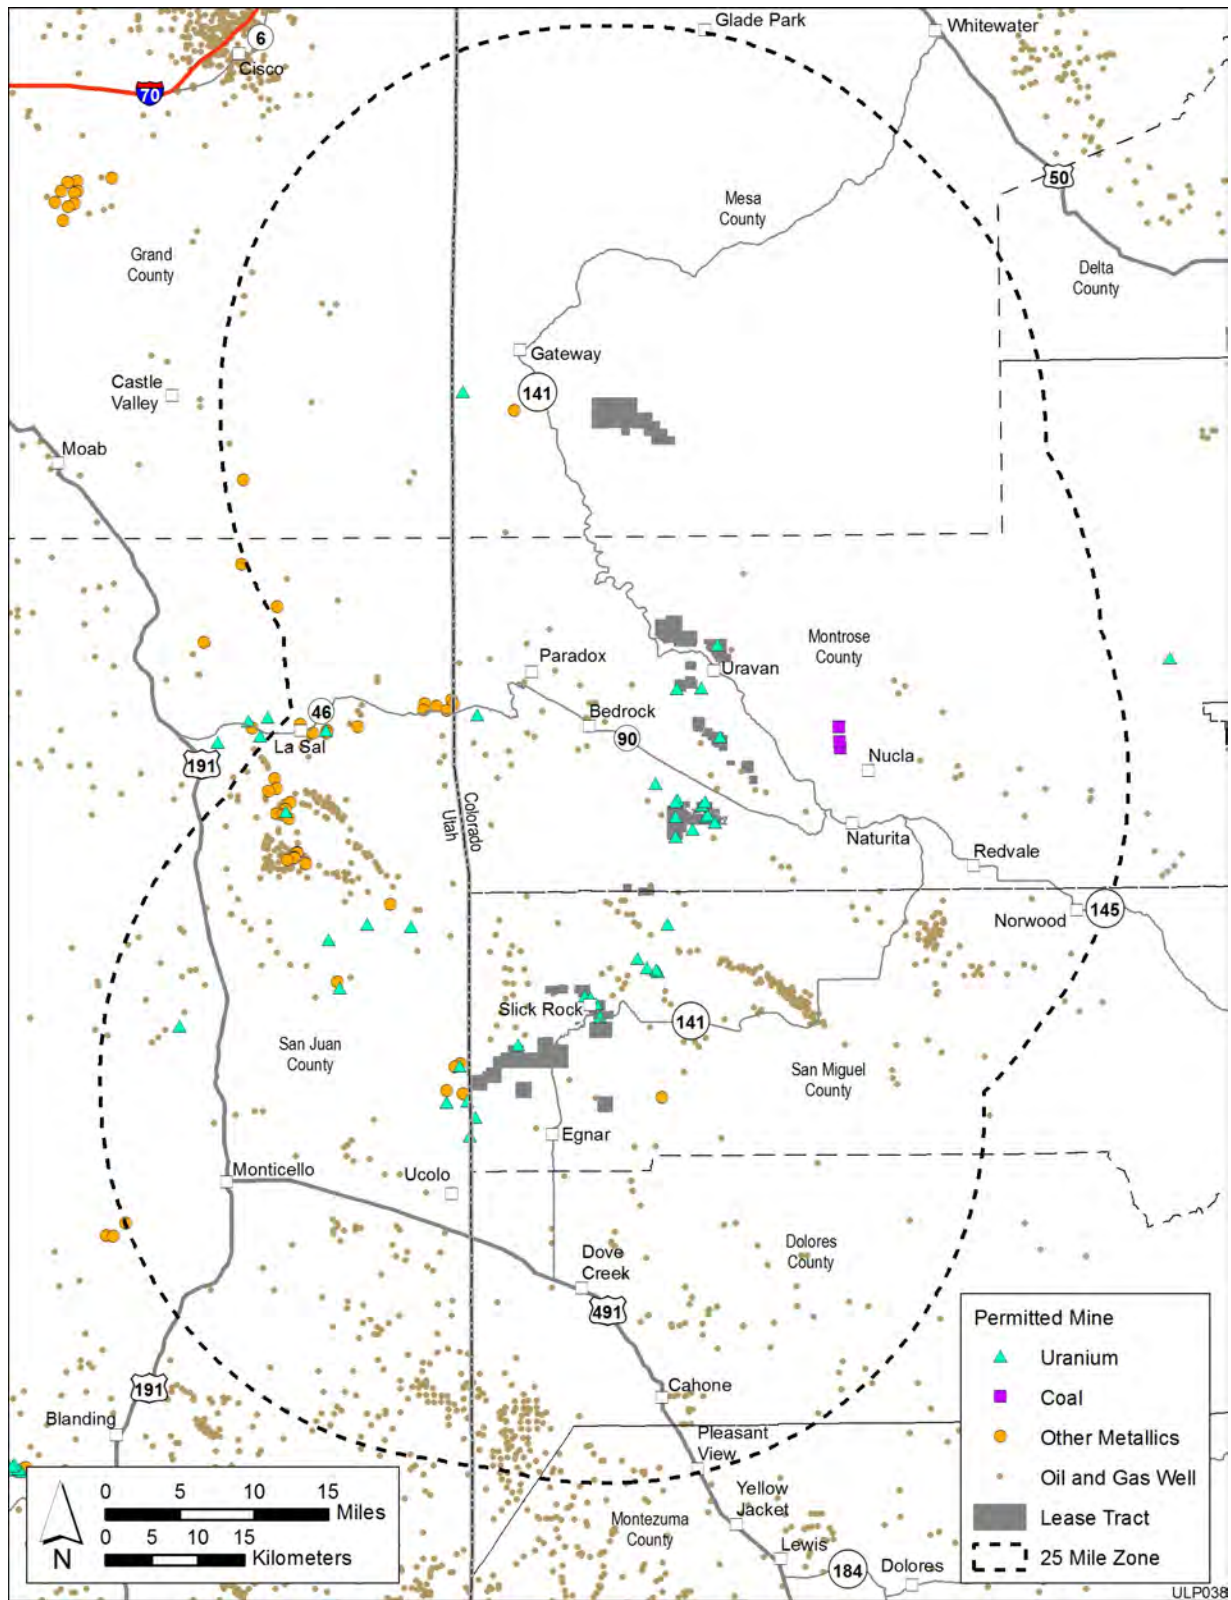 Glade Park
Whitewater
6
Cisco
70
50
Mesa
County
Grand
County
Delta
County
Gateway
Castle
Valley
141
Moab
Montrose
County
Paradox
Uravan
46
Bedrock
La Sal
90
Nucla
191
Colorado
Utah
Naturita
Redvale
Norwood
145
Slick Rock
141
San Juan
County
San Miguel
County
Egnar
Monticello
Ucolo
Dove
Creek
Dolores
County
491
Permitted Mine
Uranium
191
Cahone
Coal
Blanding
Pleasant
View
Other Metallics
Oil and Gas Well
0 5 10 15
Miles
Yellow
Jacket
Montezuma
County
Lease Tract
0 5 10 15
Kilometers
N
Lewis
25 Mile Zone
184
Dolores
ULP038